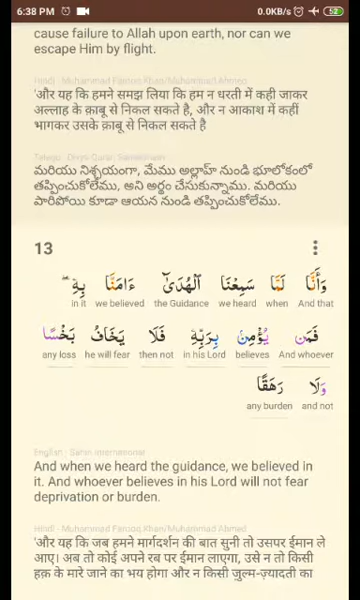 6:38 PM
0.0KB/s
52
cause failure to Allah upon earth, nor can we
escape Him by flight.
Hindi - Muhammad Farooq Khan/Muhammad Ahmed
'और यह कि हमने समझ लिया कि हम न धरती में कही जाकर
अल्लाह के क़ाबू से निकल सकते है, और न आकाश में कहीं
भागकर उसके क़ाबू से निकल सकते है
మరియు నిశ్చయంగా, మేము అల్లాహ్ నుండి భూలోకంలో
తప్పించుకోలేము, అని అర్థం చేసుకున్నాము. మరియు
పారిపోయి కూడా ఆయన నుండి తప్పించుకోలేము.
13
وَأَنَّا لَمَّا سَمِعْنَا ٱلْهُدَىٰٓ ءَامَنَّا بِهِۦ ۖ
in it we believed the Guidance we heard when And that
فَمَن يُؤْمِنۢ بِرَبِّهِۦ فَلَا يَخَافُ بَخْسًا
any loss he will fear then not in his Lord believes And whoever
وَلَا رَهَقًا
any burden and not
English - Sahih International
And when we heard the guidance, we believed in
it. And whoever believes in his Lord will not fear
deprivation or burden.
Hindi - Muhammad Farooq Khan/Muhammad Ahmed
"और यह कि जब हमने मार्गदर्शन की बात सुनी तो उसपर ईमान ले
आए। अब तो कोई अपने रब पर ईमान लाएगा, उसे न तो किसी
हक़ के मारे जाने का भय होगा और न किसी ज़ुल्म-ज़्यादती का